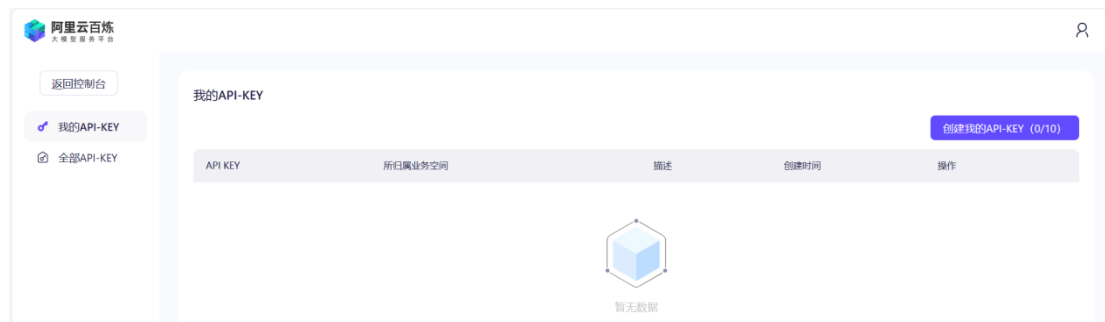 阿里云百炼
大模型服务平台
返回控制台
我的API-KEY
全部API-KEY
我的API-KEY
创建我的API-KEY（0/10）
API KEY 所归属业务空间 描述 创建时间 操作
暂无数据